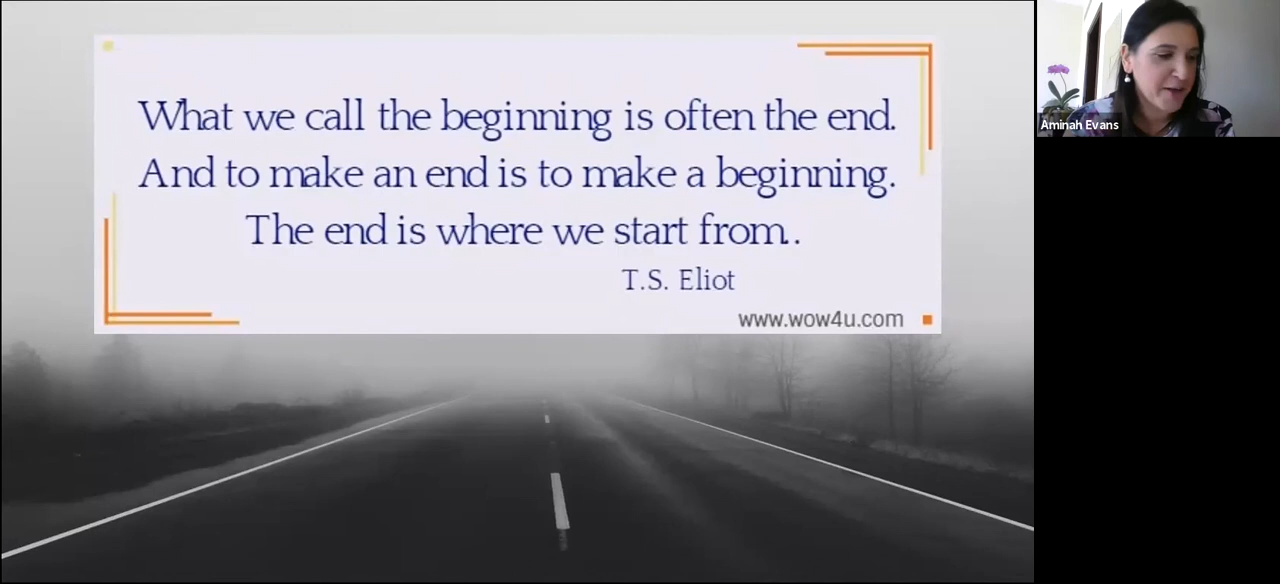 What we call the beginning is often the end.
And to make an end is to make a beginning.
The end is where we start from..
T.S. Eliot
www.wow4u.com
Aminah Evans